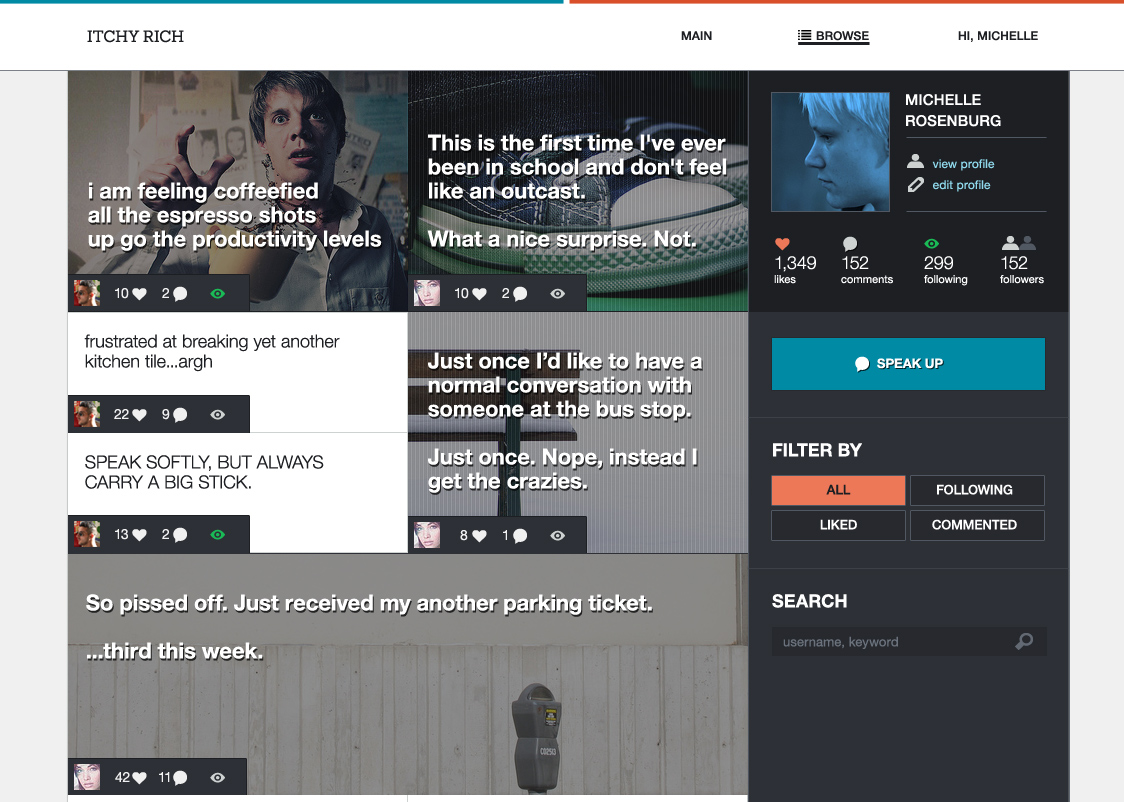 ITCHY RICH
MAIN
BROWSE
HI, MICHELLE
i am feeling coffeefied
all the espresso shots
up go the productivity levels
10
2
This is the first time I've ever
been in school and don't feel
like an outcast.
What a nice surprise. Not.
10
2
frustrated at breaking yet another
kitchen tile...argh
22
9
SPEAK SOFTLY, BUT ALWAYS
CARRY A BIG STICK.
13
2
Just once I'd like to have a
normal conversation with
someone at the bus stop.
Just once. Nope, instead I
get the crazies.
8
1
So pissed off. Just received my another parking ticket.
...third this week.
42
11
MICHELLE
ROSENBURG
view profile
edit profile
1,349
likes
152
comments
299
following
152
followers
SPEAK UP
FILTER BY
ALL
FOLLOWING
LIKED
COMMENTED
SEARCH
username, keyword